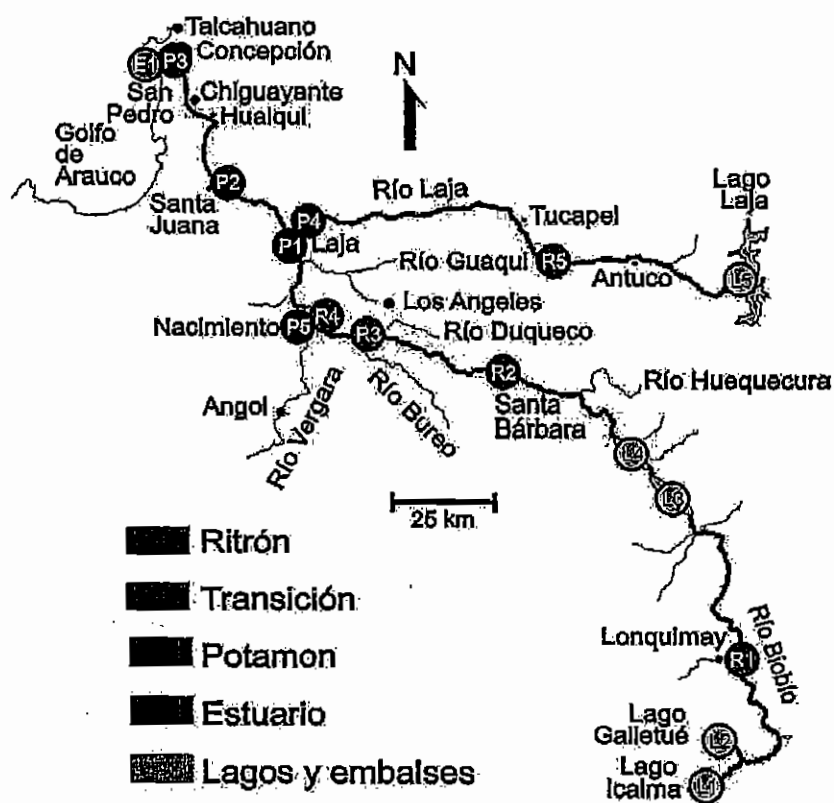 Talcahuano
Concepción
E1
P3
San
Pedro
Chiguayante
Hualqui
N
Golfo
de
Arauco
P2
Santa
Juana
Río Laja
Lago
Laja
P4
P1
Laja
Tucapel
Río Guaqui
R5
Antuco
L5
Los Angeles
Nacimiento
P5
R4
R3
Río Duqueco
R2
Santa
Bárbara
Río Huequecura
Angol
Río Vergara
Río Bureo
L4
L3
25 km
Ritrón
Transición
Potamon
Estuario
Lagos y embalses
Lonquimay
R1
Río Biobío
Lago
Galletué
L2
Lago
Icalma
L1